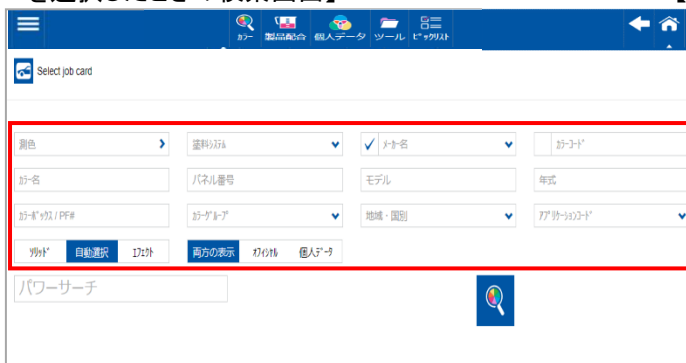 を選択したときの検索画面】
カラー 製品配合 個人データ ツール ピックリスト
Select job card
測色 塗料システム メーカー名 カラーコード
カラー名 パネル番号 モデル 年式
カラーボックス / PF# カラーグループ 地域・国別 アプリケーションコード
ソリッド 自動選択 エフェクト 両方の表示 オフィシャル 個人データ
パワーサーチ